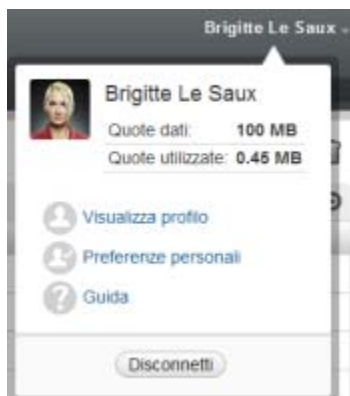 Brigitte Le Saux
Brigitte Le Saux
Quote dati: 100 MB
Quote utilizzate: 0.45 MB
Visualizza profilo
Preferenze personali
Guida
Disconnetti